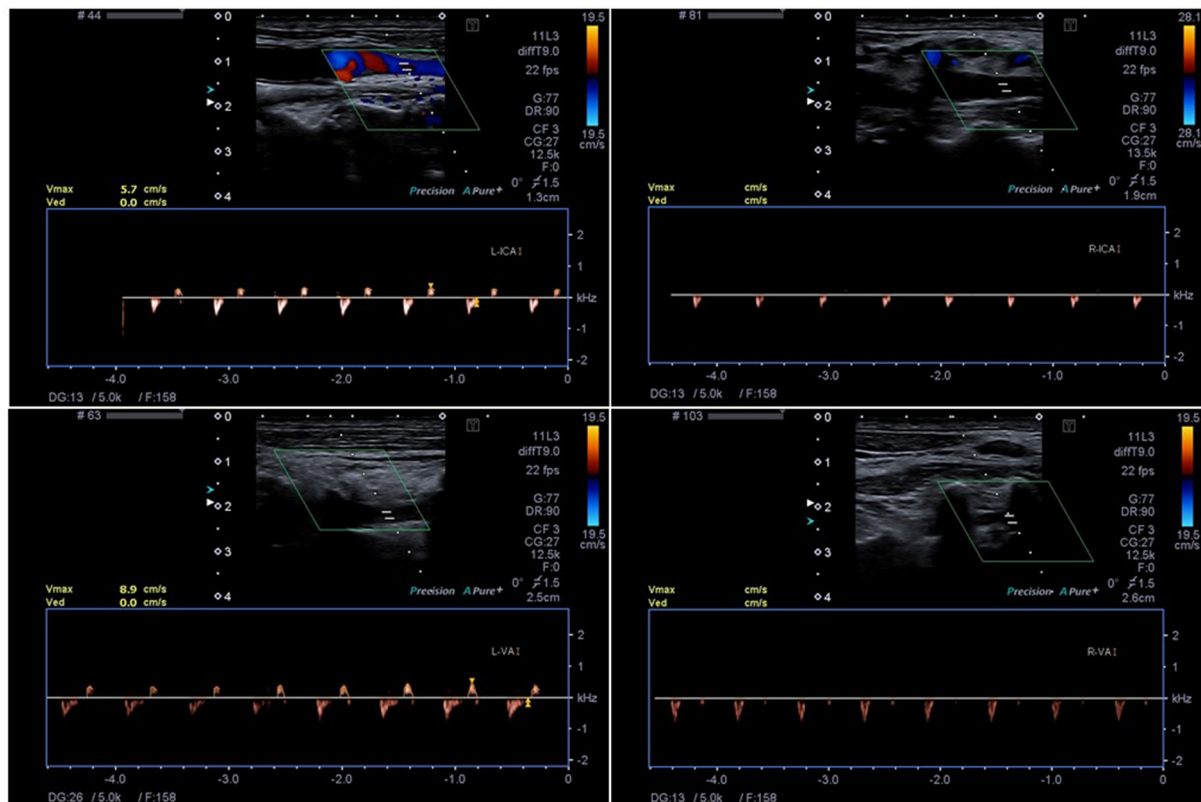 # 44
0
11L3
diffT9.0
22 fps
G:77
DR:90
CF 3
CG:27
12.5k
F:0
0° 1.5
1.3cm
19.5
19.5
cm/s
1
2
3
4
Vmax 5.7 cm/s
Ved 0.0 cm/s
Precision A Pure+
L-ICA
2
1
kHz
-1
-2
-4.0 -3.0 -2.0 -1.0 0
DG:13 / 5.0k / F:158
# 81
0
11L3
diffT9.0
22 fps
G:77
DR:90
CF 3
CG:27
13.5k
F:0
0° 1.5
1.9cm
28.1
28.1
cm/s
1
2
3
4
Vmax cm/s
Ved cm/s
Precision A Pure+
R-ICA
2
1
kHz
-1
-2
-4.0 -3.0 -2.0 -1.0 0
DG:13 / 5.0k / F:158
# 63
0
11L3
diffT9.0
22 fps
G:77
DR:90
CF 3
CG:27
12.5k
F:0
0° 1.5
2.5cm
19.5
19.5
cm/s
1
2
3
4
Vmax 8.9 cm/s
Ved 0.0 cm/s
Precision A Pure+
L-VA
2
1
kHz
-1
-2
-4.0 -3.0 -2.0 -1.0 0
DG:26 / 5.0k / F:158
# 103
0
11L3
diffT9.0
22 fps
G:77
DR:90
CF 3
CG:27
12.5k
F:0
0° 1.5
2.6cm
19.5
19.5
cm/s
1
2
3
4
Vmax cm/s
Ved cm/s
Precision A Pure+
R-VA
2
1
kHz
-1
-2
-4.0 -3.0 -2.0 -1.0 0
DG:13 / 5.0k / F:158